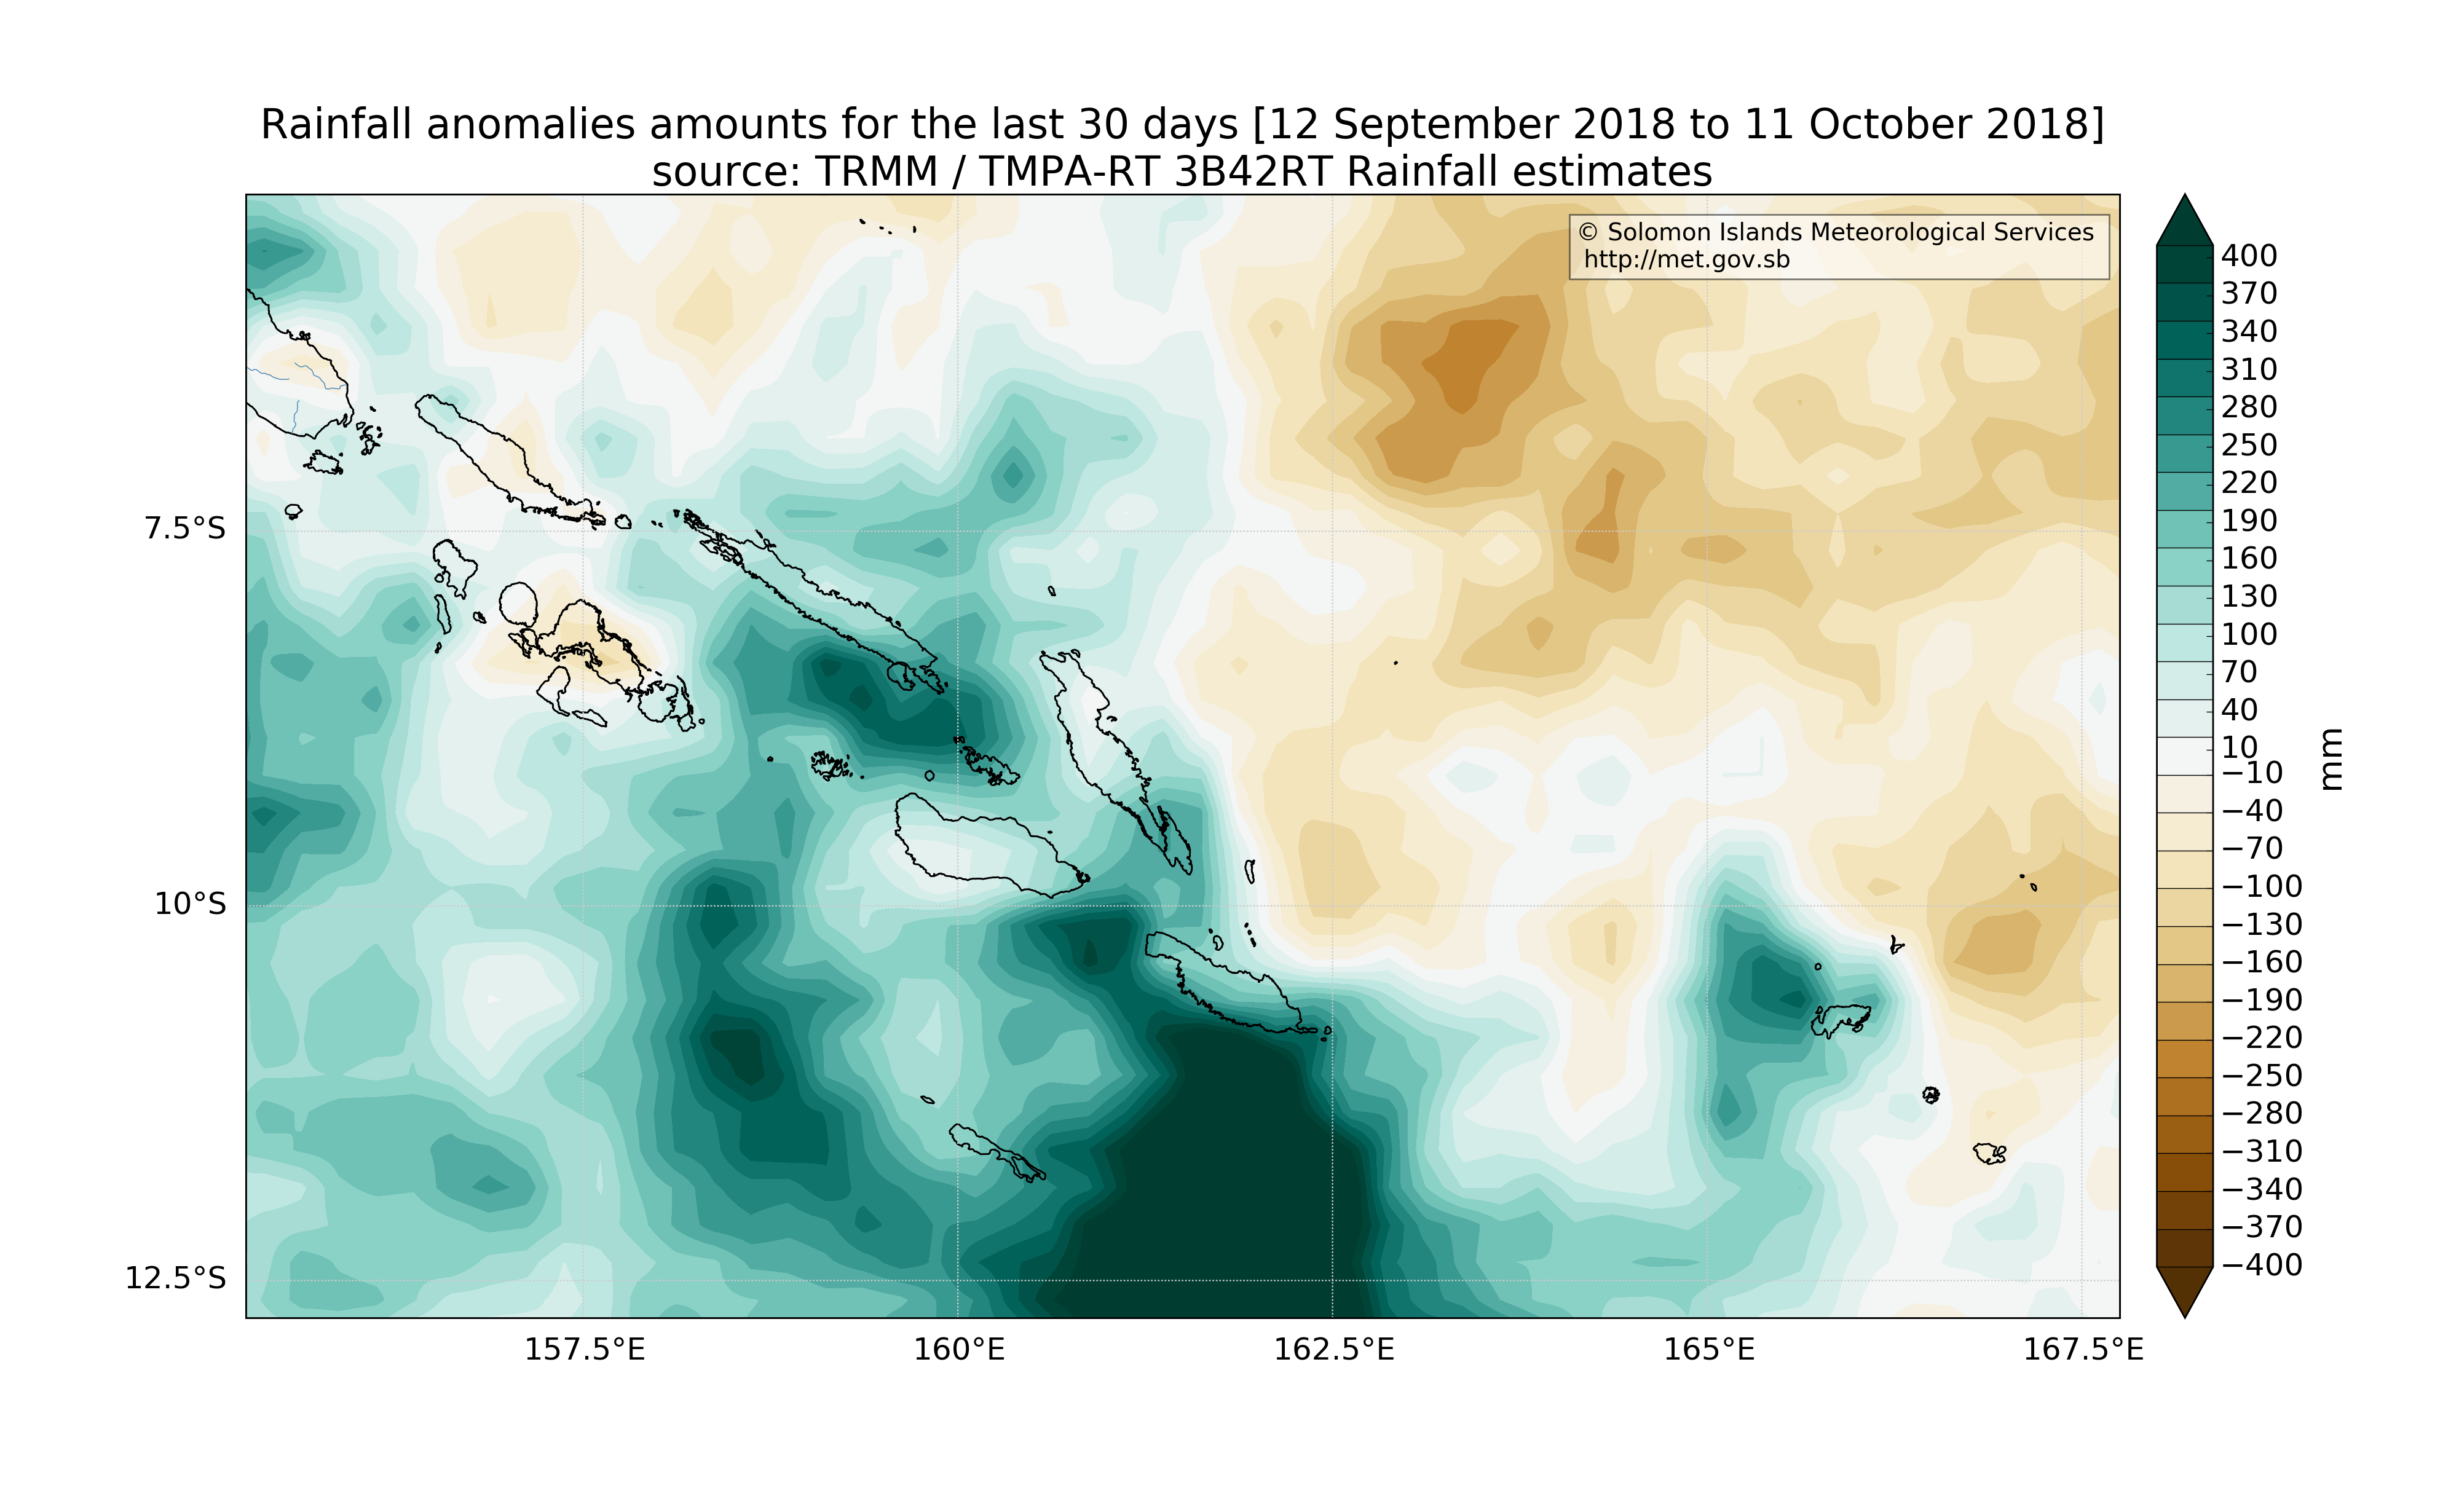 Rainfall anomalies amounts for the last 30 days [12 September 2018 to 11 October 2018]
source: TRMM / TMPA-RT 3B42RT Rainfall estimates
© Solomon Islands Meteorological Services
http://met.gov.sb
7.5°S
10°S
12.5°S
157.5°E
160°E
162.5°E
165°E
167.5°E
400
370
340
310
280
250
220
190
160
130
100
70
40
10
−10
−40
−70
−100
−130
−160
−190
−220
−250
−280
−310
−340
−370
−400
mm